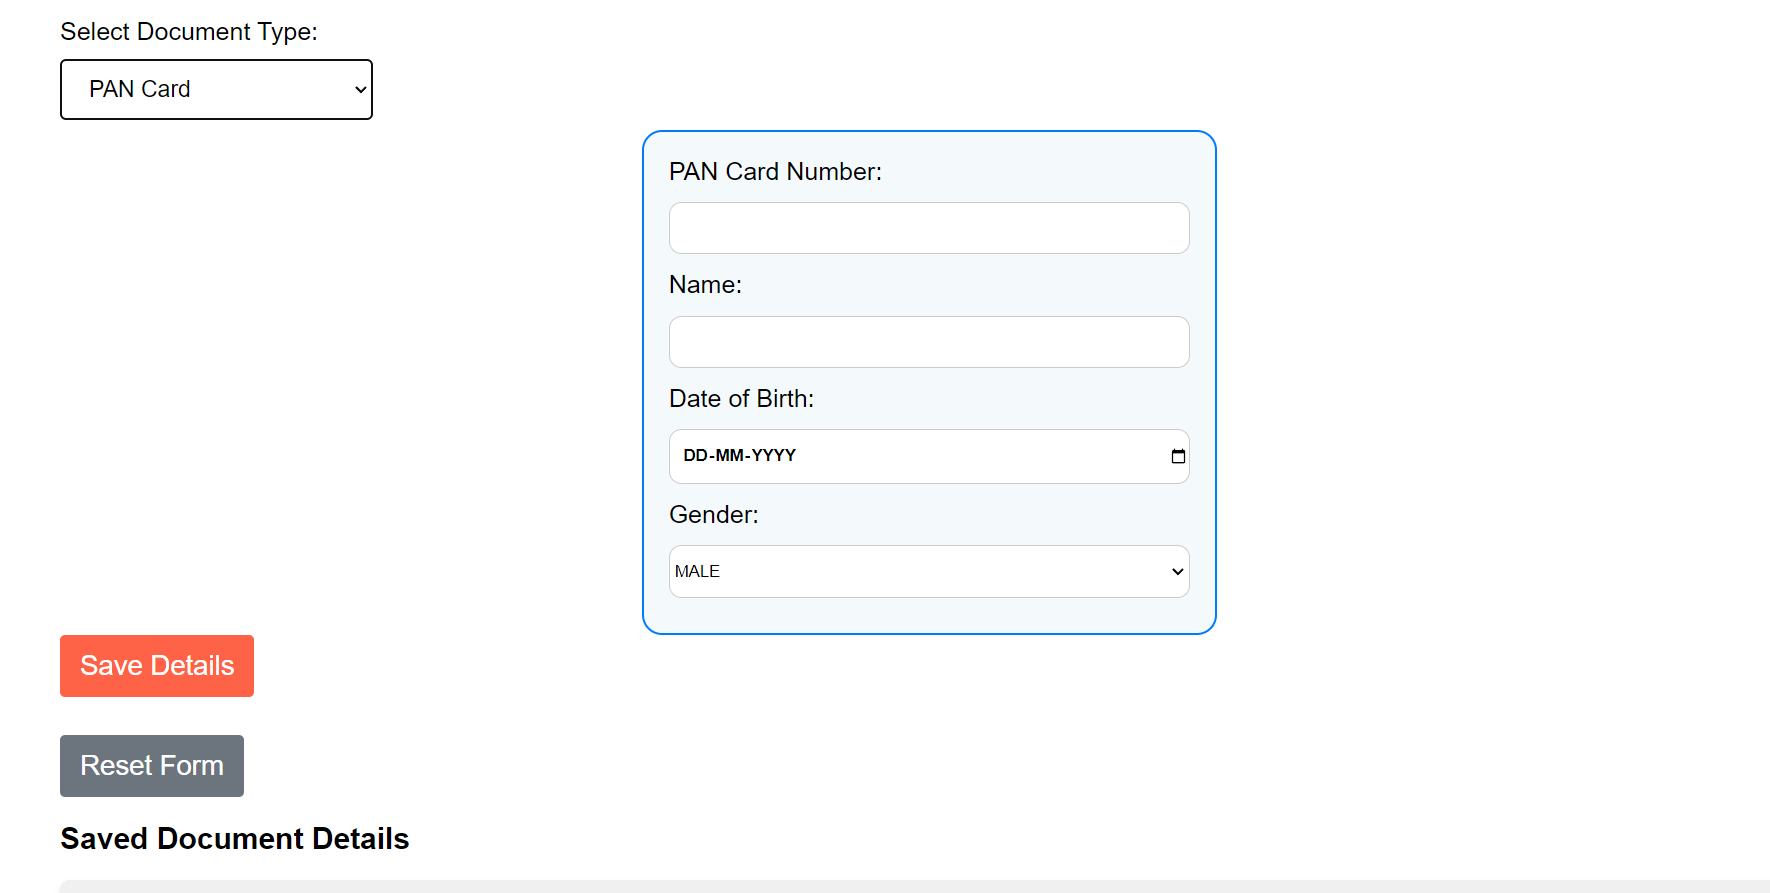 Select Document Type:
PAN Card
PAN Card Number:
Name:
Date of Birth:
DD-MM-YYYY
Gender:
MALE
Save Details
Reset Form
Saved Document Details